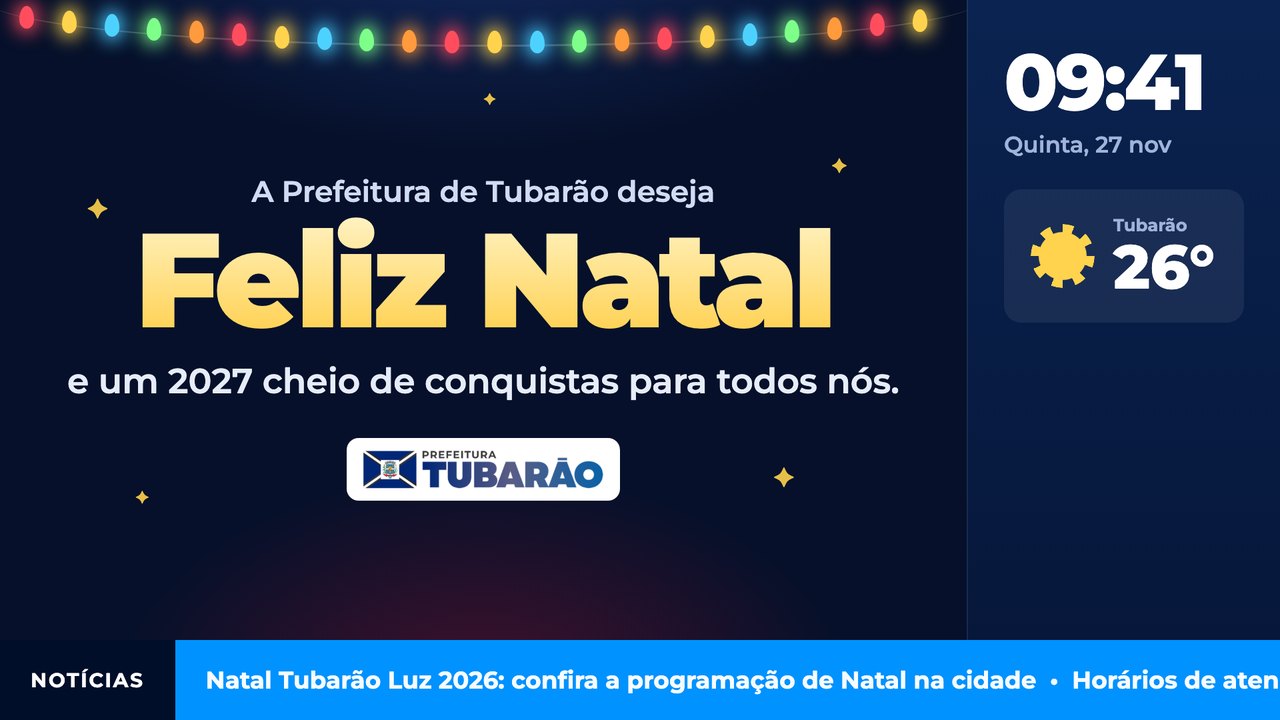 A Prefeitura de Tubarão deseja
Feliz Natal
e um 2027 cheio de conquistas para todos nós.
PREFEITURA
TUBARÃO
09:41
Quinta, 27 nov
Tubarão
26°
NOTÍCIAS
Natal Tubarão Luz 2026: confira a programação de Natal na cidade • Horários de aten